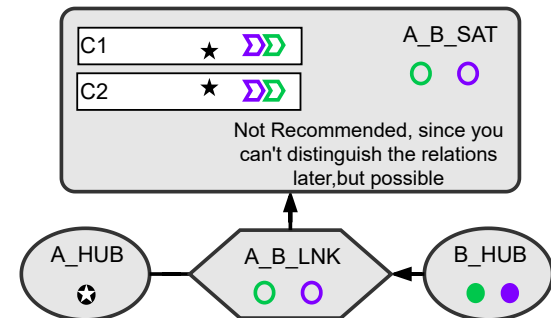 A_B_SAT
C1
C2
Not Recommended, since you
can't distinguish the relations
later,but possible
A_HUB
A_B_LNK
B_HUB